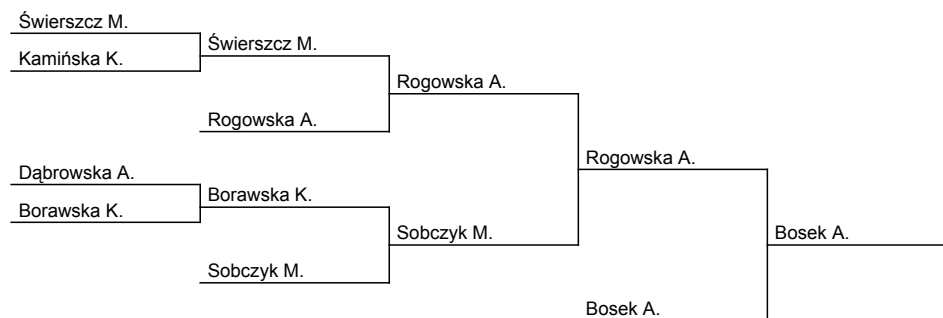 Świerszcz M.
Świerszcz M.
Kamińska K.
Rogowska A.
Rogowska A.
Rogowska A.
Dąbrowska A.
Borawska K.
Borawska K.
Sobczyk M.
Bosek A.
Sobczyk M.
Bosek A.